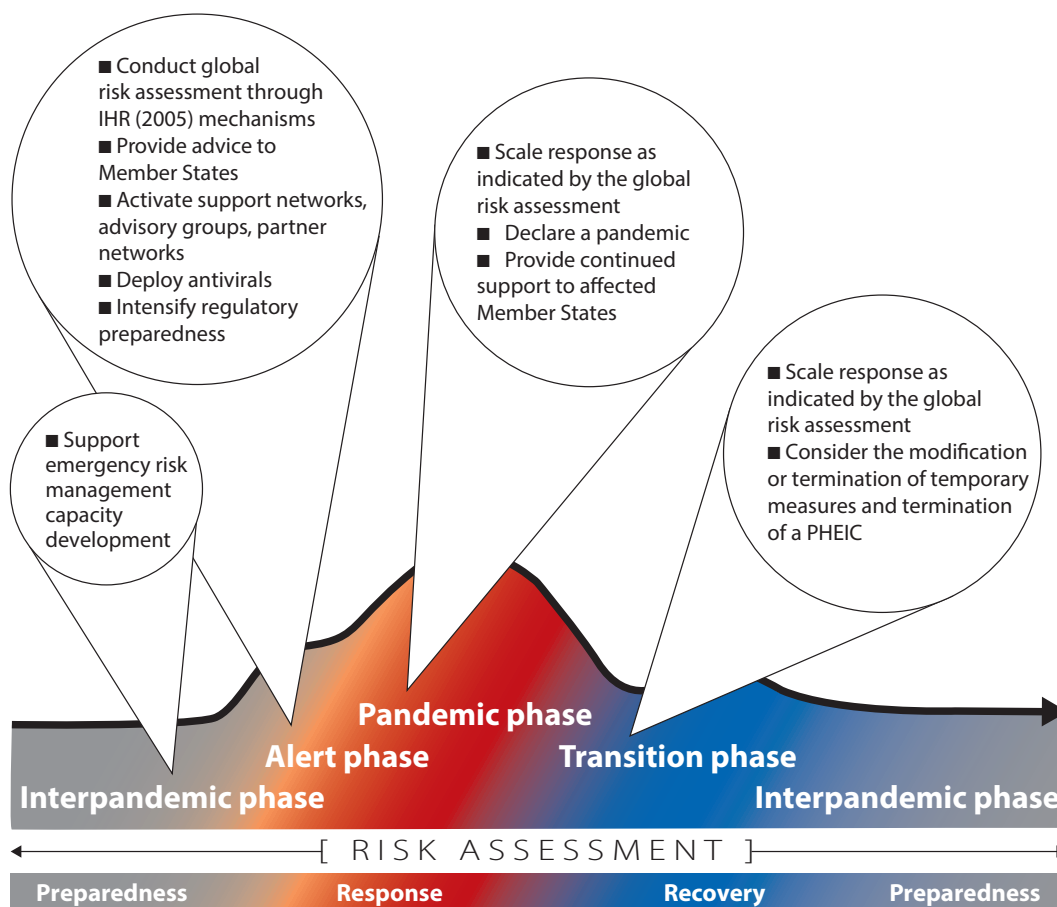 ■ Conduct global
risk assessment through
IHR (2005) mechanisms
■ Provide advice to
Member States
■ Activate support networks,
advisory groups, partner
networks
■ Deploy antivirals
■ Intensify regulatory
preparedness
■ Scale response as
indicated by the global
risk assessment
■ Declare a pandemic
■ Provide continued
support to affected
Member States
■ Scale response as
indicated by the global
risk assessment
■ Consider the modification
or termination of temporary
measures and termination
of a PHEIC
■ Support
emergency risk
management
capacity
development
Pandemic phase
Alert phase
Transition phase
Interpandemic phase
Interpandemic phase
[ RISK ASSESSMENT ]
Preparedness
Response
Recovery
Preparedness